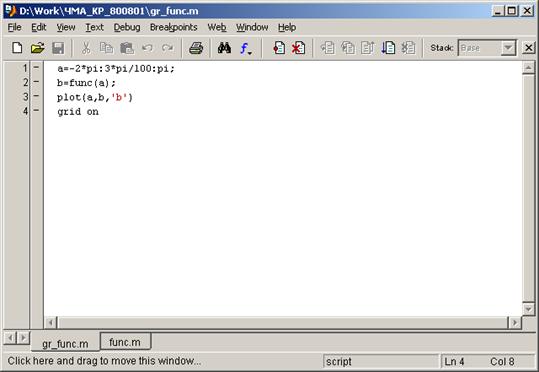 D:\Work\ЧМА_КР_800801\gr_func.m
File Edit View Text Debug Breakpoints Web Window Help
Stack: Base
1 – a=-2*pi:3*pi/100:pi;
2 – b=func(a);
3 – plot(a,b,'b')
4 – grid on
gr_func.m func.m
Click here and drag to move this window... script Ln 4 Col 8